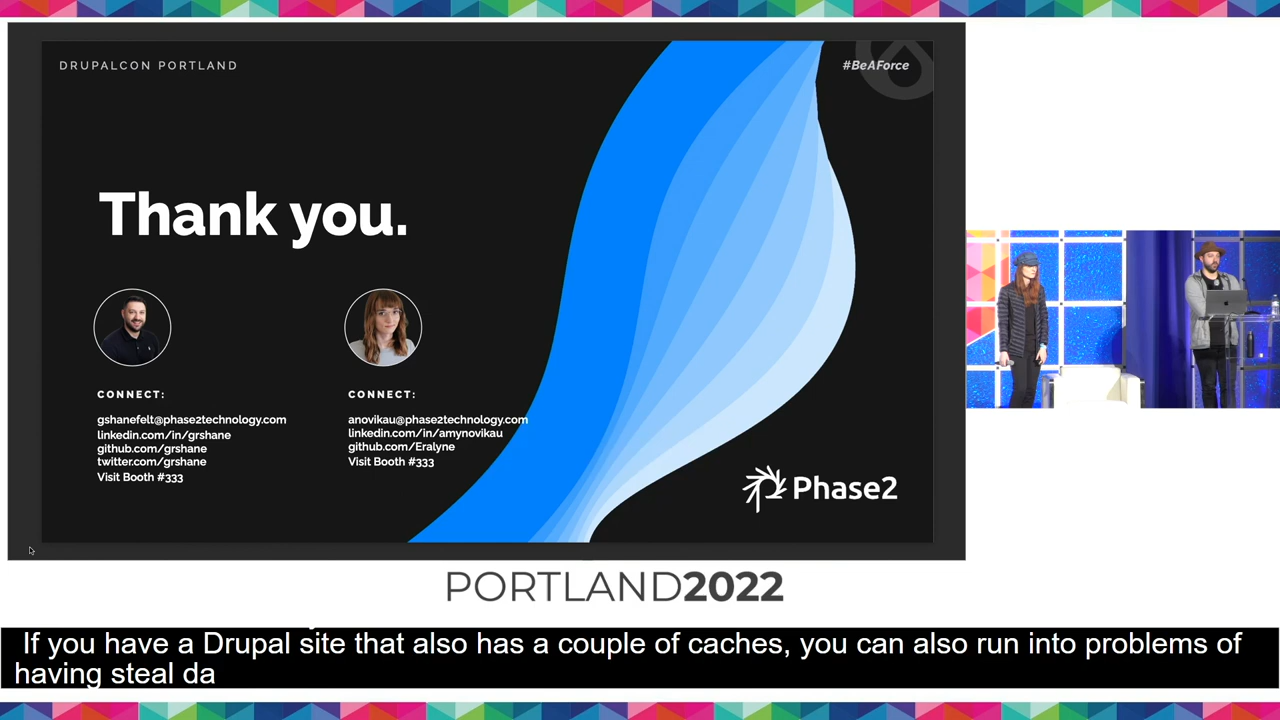 DRUPALCON PORTLAND
#BeAForce
Thank you.
CONNECT:
gshanefelt@phase2technology.com
linkedin.com/in/grshane
github.com/grshane
twitter.com/grshane
Visit Booth #333
CONNECT:
anovikau@phase2technology.com
linkedin.com/in/amynovikau
github.com/Eralyne
Visit Booth #333
Phase2
PORTLAND2022
If you have a Drupal site that also has a couple of caches, you can also run into problems of
having steal da